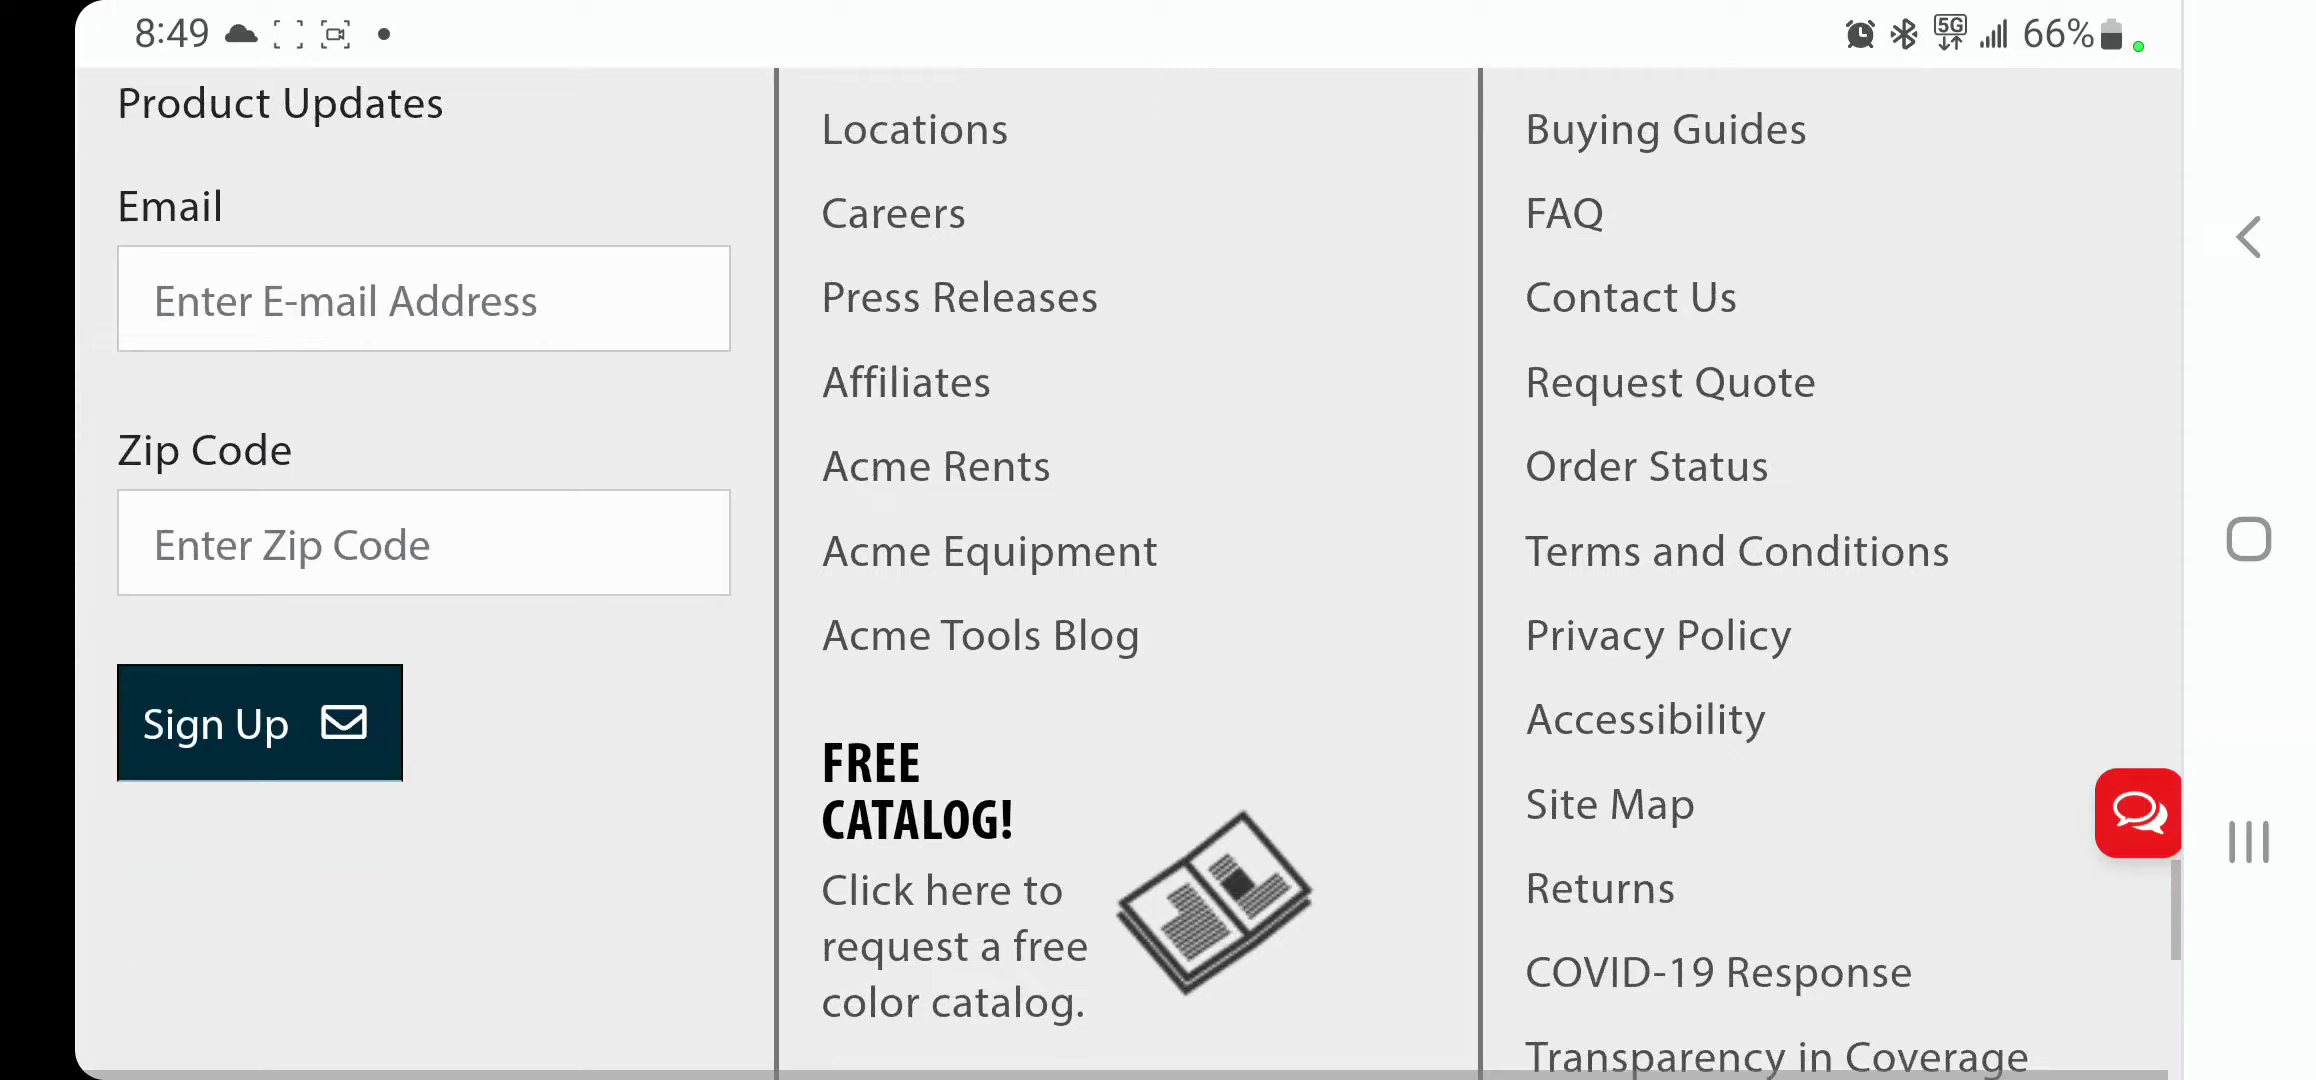 8:49
5G
66%
Product Updates
Email
Enter E-mail Address
Zip Code
Enter Zip Code
Sign Up
Locations
Careers
Press Releases
Affiliates
Acme Rents
Acme Equipment
Acme Tools Blog
FREE
CATALOG!
Click here to
request a free
color catalog.
Buying Guides
FAQ
Contact Us
Request Quote
Order Status
Terms and Conditions
Privacy Policy
Accessibility
Site Map
Returns
COVID-19 Response
Transparency in Coverage